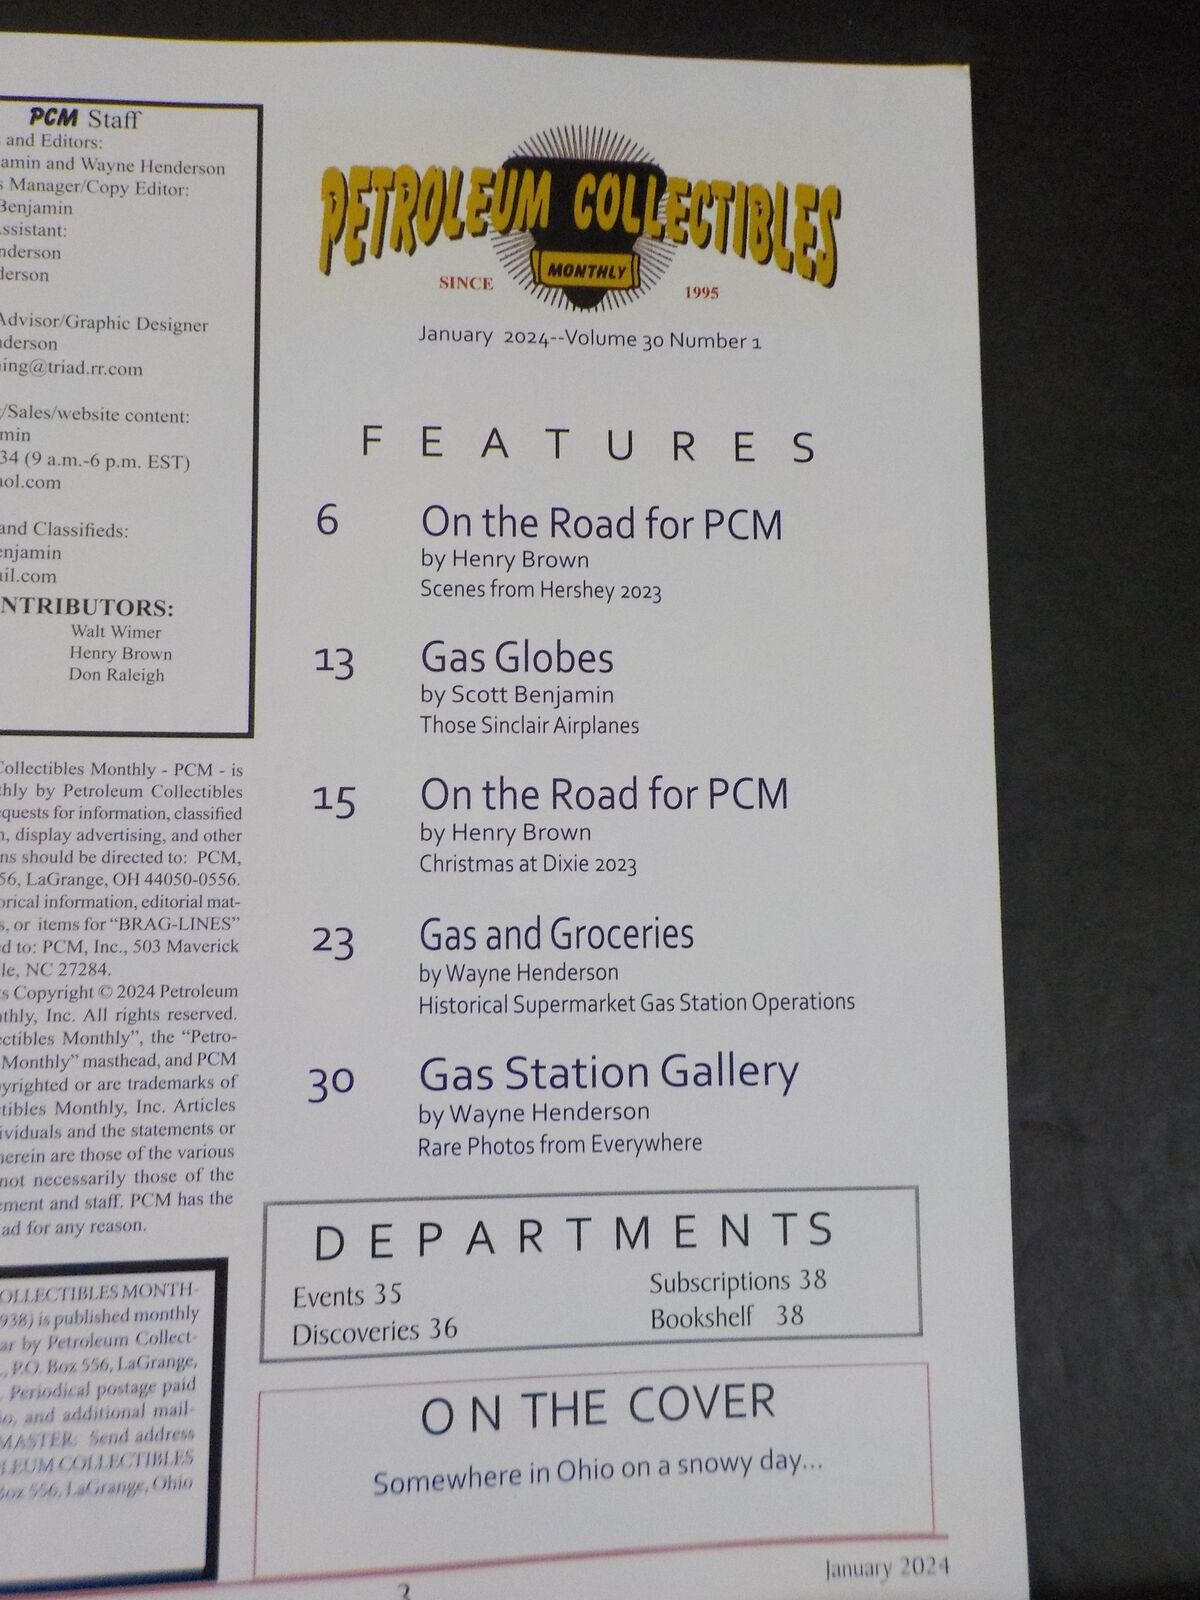 PCM Staff
and Editors:
amin and Wayne Henderson
s Manager/Copy Editor:
Benjamin
Assistant:
nderson
derson
Advisor/Graphic Designer
nderson
ing@triad.rr.com
/Sales/website content:
min
34 (9 a.m.-6 p.m. EST)
aol.com
and Classifieds:
enjamin
ail.com
NTRIBUTORS:
Walt Wimer
Henry Brown
Don Raleigh
Collectibles Monthly - PCM - is
thly by Petroleum Collectibles
equests for information, classified
n, display advertising, and other
ns should be directed to: PCM,
56, LaGrange, OH 44050-0556.
orical information, editorial mat-
s, or items for "BRAG-LINES"
d to: PCM, Inc., 503 Maverick
le, NC 27284.
s Copyright © 2024 Petroleum
nthly, Inc. All rights reserved.
ectibles Monthly", the "Petro-
Monthly" masthead, and PCM
pyrighted or are trademarks of
tibles Monthly, Inc. Articles
ividuals and the statements or
herein are those of the various
not necessarily those of the
ement and staff. PCM has the
ad for any reason.
OLLECTIBLES MONTH-
938) is published monthly
ar by Petroleum Collect-
., P.O. Box 556, LaGrange,
. Periodical postage paid
io, and additional mail-
MASTER: Send address
LEUM COLLECTIBLES
Box 556, LaGrange, Ohio
PETROLEUM COLLECTIBLES
MONTHLY
SINCE 1995
January 2024--Volume 30 Number 1
FEATURES
6 On the Road for PCM
by Henry Brown
Scenes from Hershey 2023
13 Gas Globes
by Scott Benjamin
Those Sinclair Airplanes
15 On the Road for PCM
by Henry Brown
Christmas at Dixie 2023
23 Gas and Groceries
by Wayne Henderson
Historical Supermarket Gas Station Operations
30 Gas Station Gallery
by Wayne Henderson
Rare Photos from Everywhere
DEPARTMENTS
Events 35 Subscriptions 38
Discoveries 36 Bookshelf 38
ON THE COVER
Somewhere in Ohio on a snowy day...
January 2024